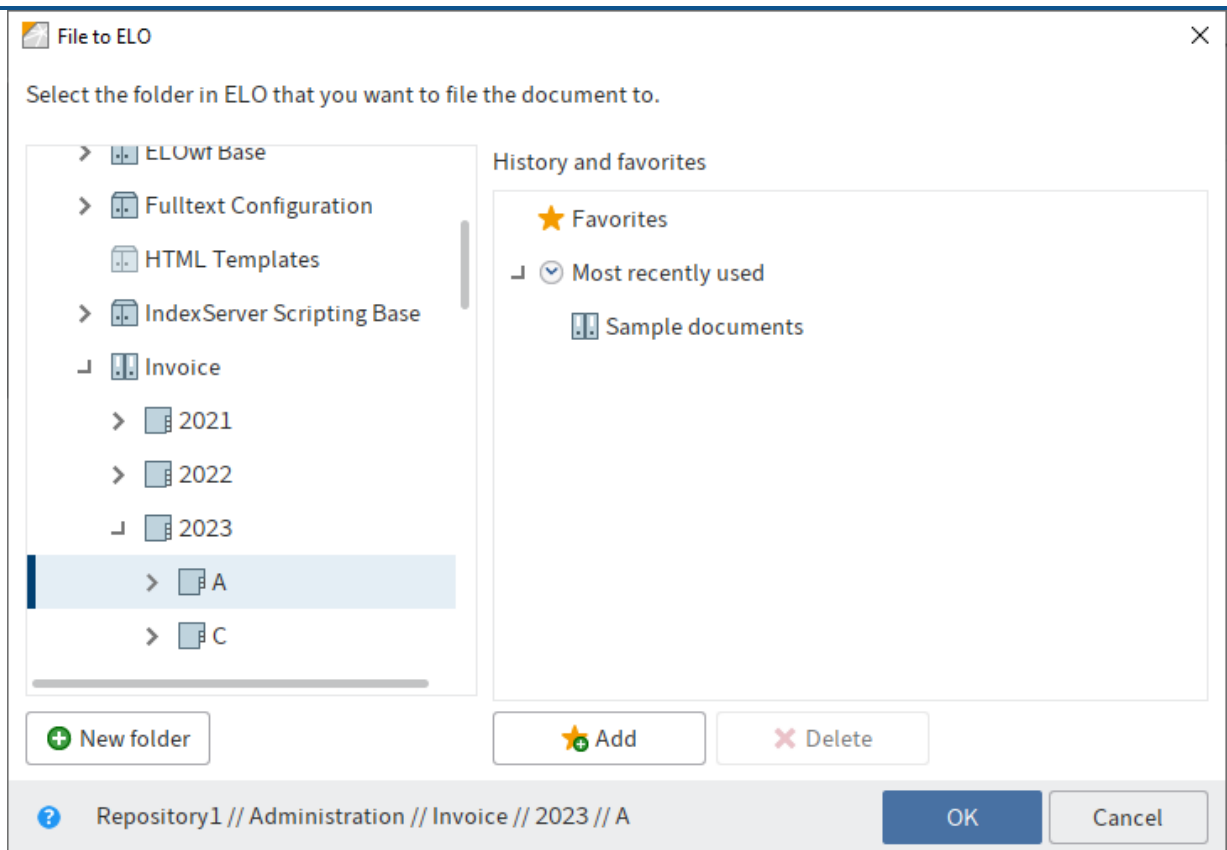 File to ELO
Select the folder in ELO that you want to file the document to.
ELOwf Base
Fulltext Configuration
HTML Templates
IndexServer Scripting Base
Invoice
2021
2022
2023
A
C
New folder
History and favorites
Favorites
Most recently used
Sample documents
Add
Delete
Repository1 // Administration // Invoice // 2023 // A
OK
Cancel